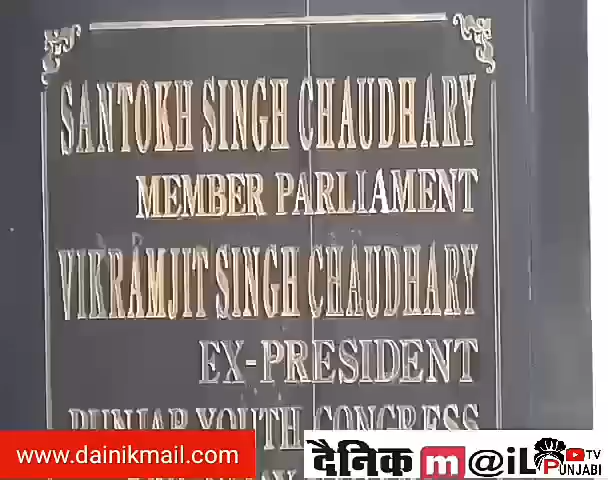 SANTOKH SINGH CHAUDHARY
MEMBER PARLIAMENT
VIKRAMJIT SINGH CHAUDHARY
EX-PRESIDENT
PUNJAB YOUTH CONGRESS
www.dainikmail.com
दैनिक m@iL
TV
PUNJABI